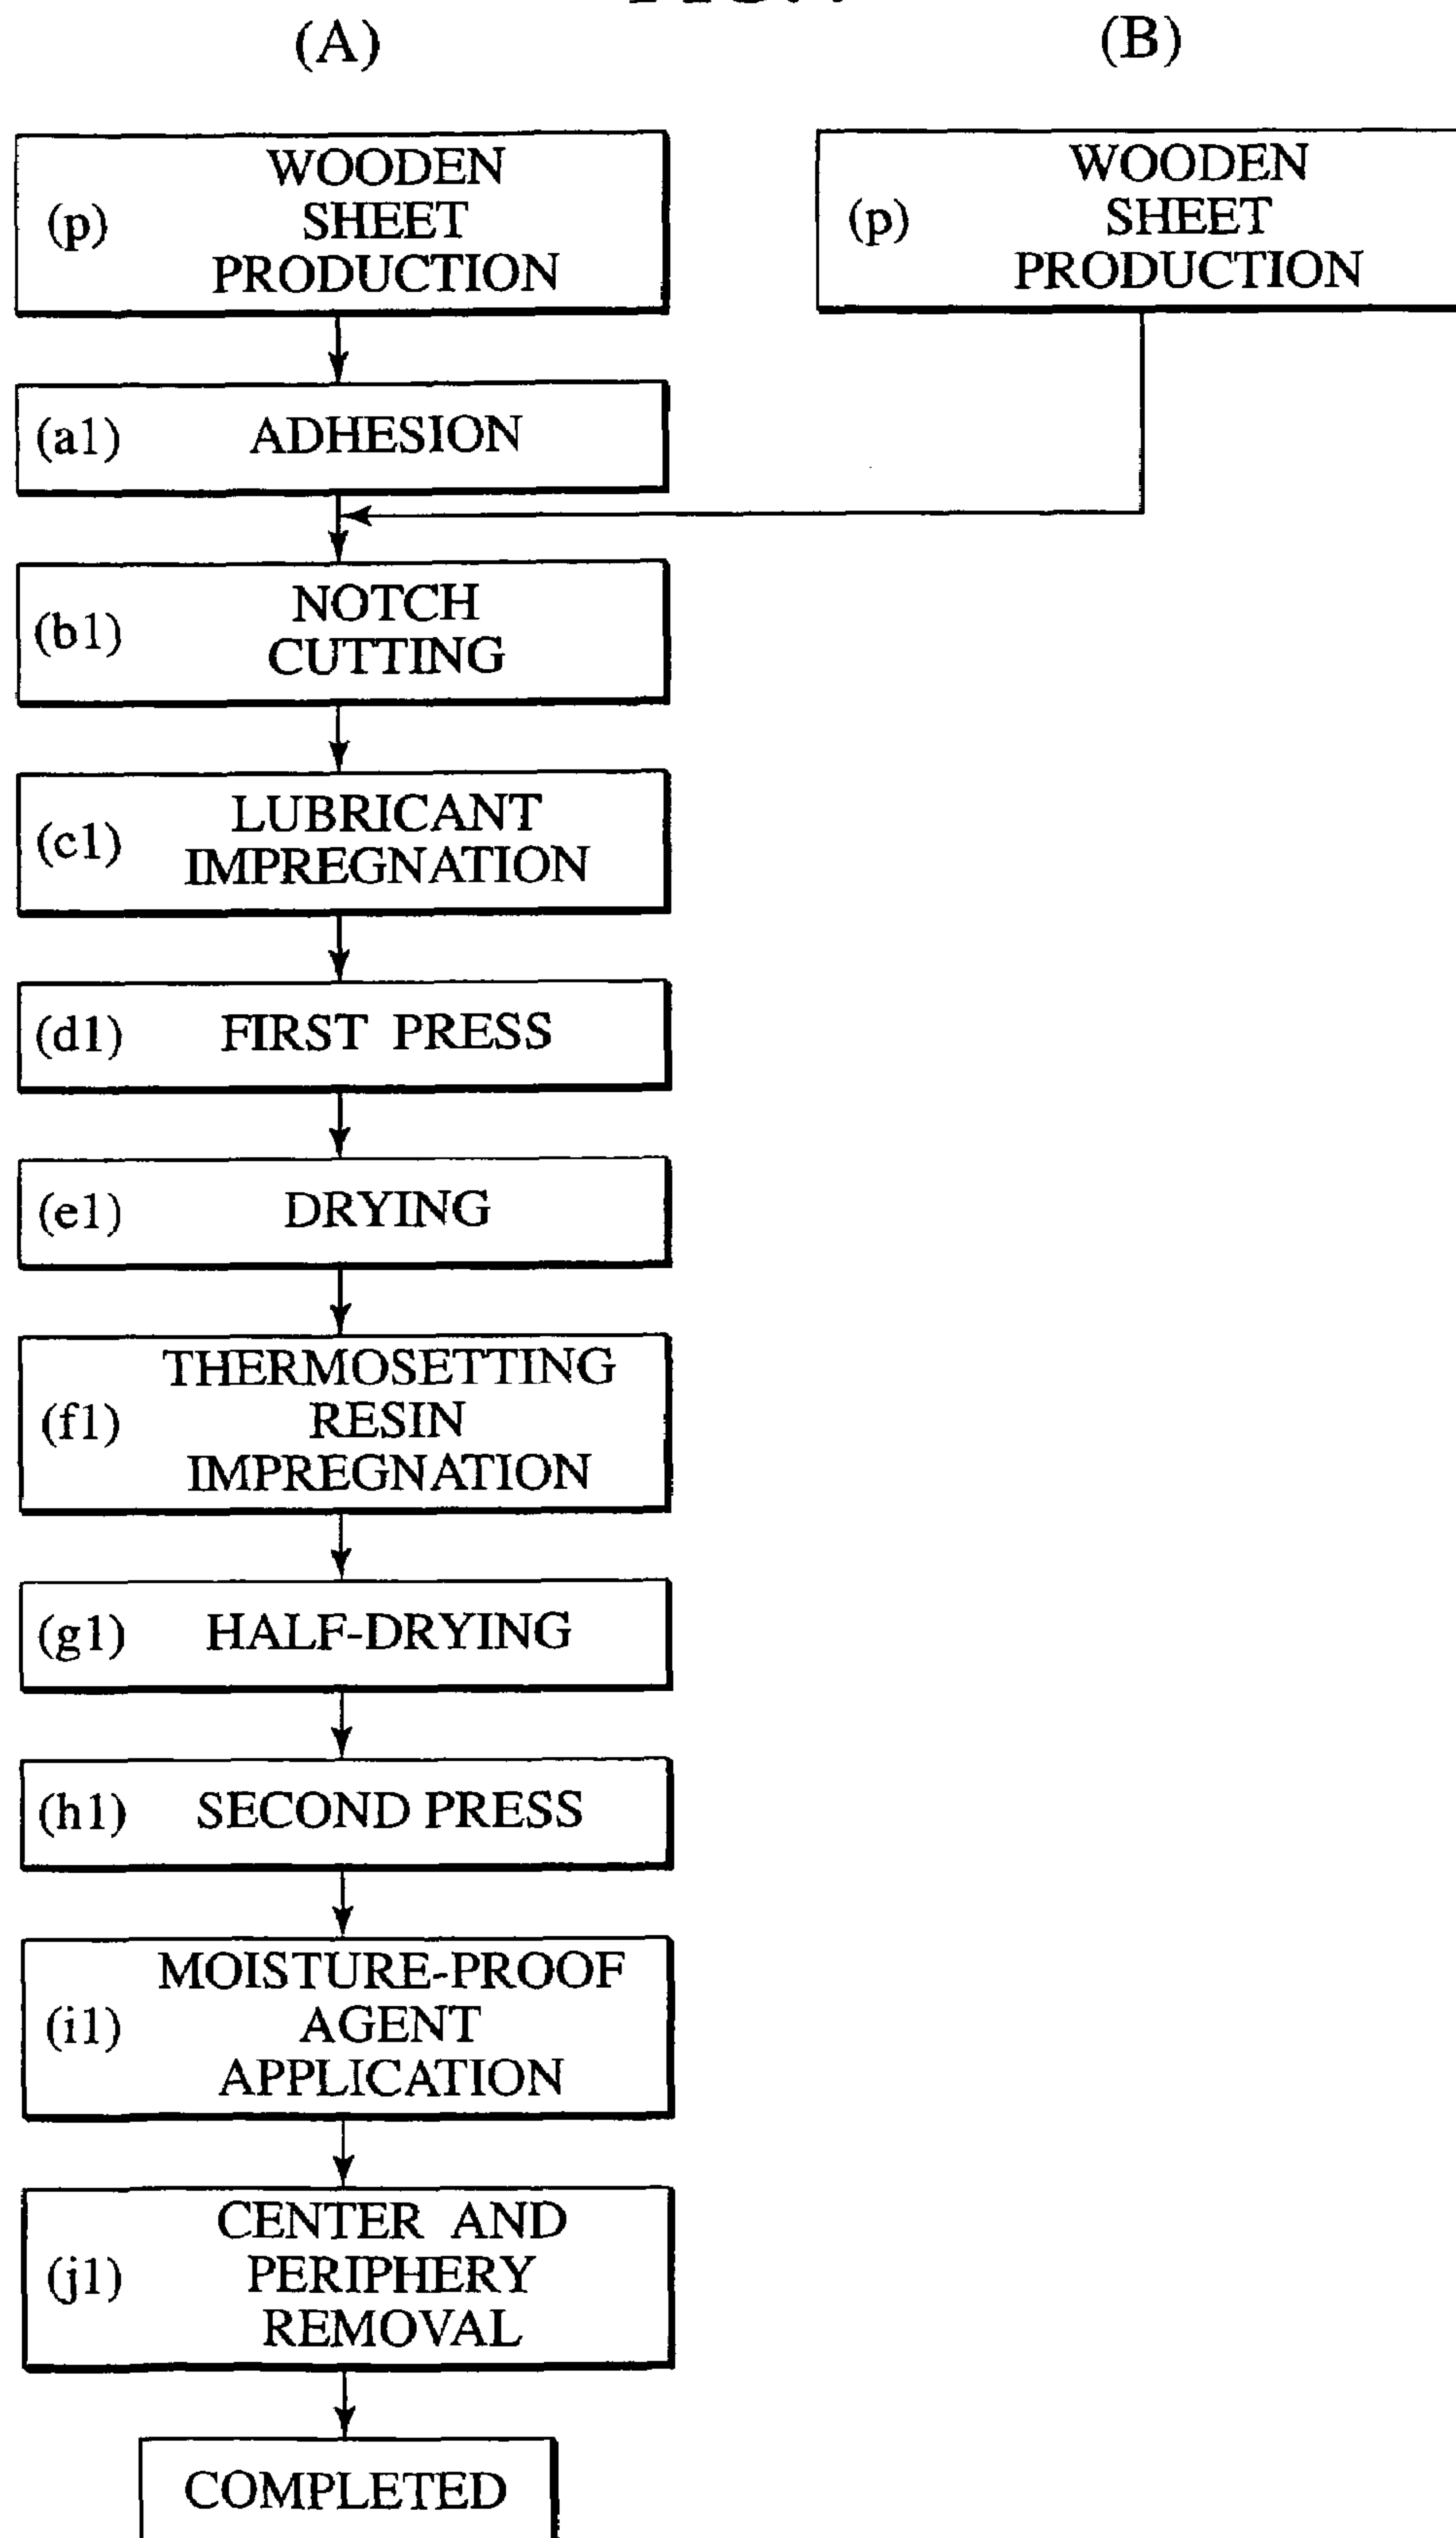 (A)
(B)
(p)
WOODEN
SHEET
PRODUCTION
(p)
WOODEN
SHEET
PRODUCTION
(a1)
ADHESION
(b1)
NOTCH
CUTTING
(c1)
LUBRICANT
IMPREGNATION
(d1)
FIRST PRESS
(e1)
DRYING
(f1)
THERMOSETTING
RESIN
IMPREGNATION
(g1)
HALF-DRYING
(h1)
SECOND PRESS
(i1)
MOISTURE-PROOF
AGENT
APPLICATION
(j1)
CENTER AND
PERIPHERY
REMOVAL
COMPLETED